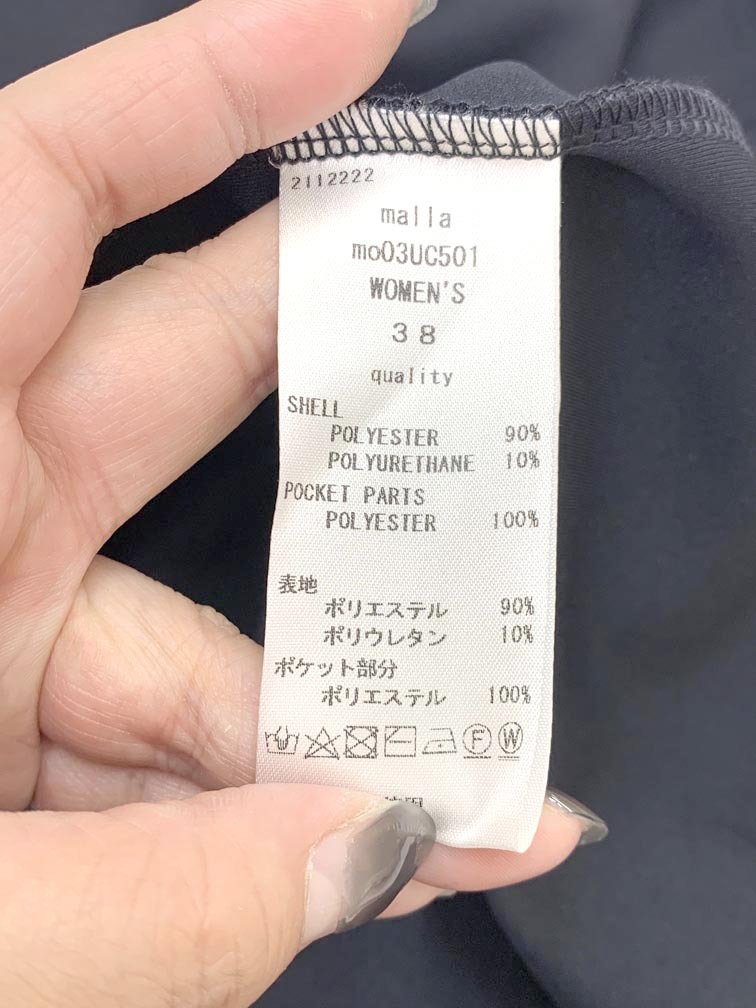 2112222
malla
mo03UC501
WOMEN'S
38
quality
SHELL
POLYESTER 90%
POLYURETHANE 10%
POCKET PARTS
POLYESTER 100%
表地
ポリエステル 90%
ポリウレタン 10%
ポケット部分
ポリエステル 100%
F W